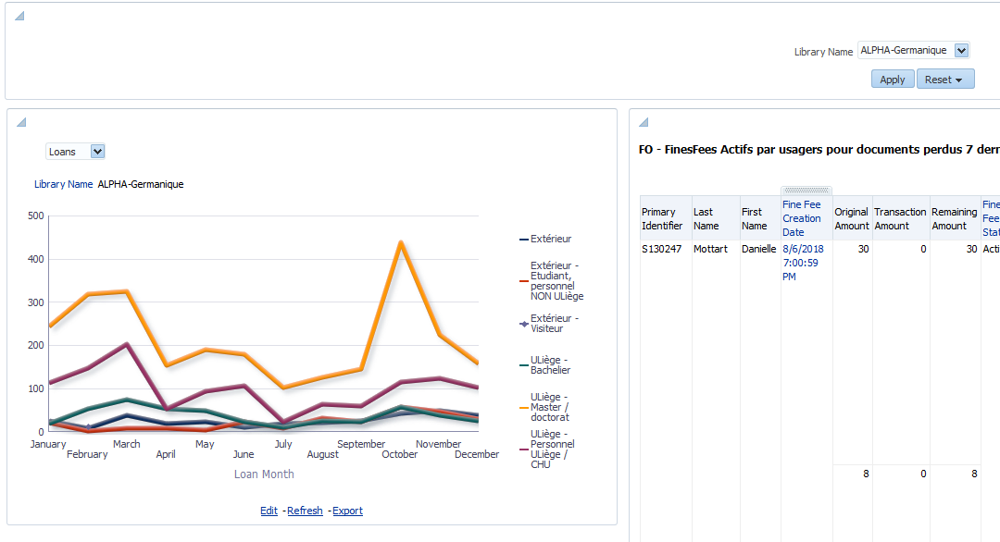 Library Name ALPHA-Germanique
Apply Reset
Loans
Library Name ALPHA-Germanique
500
400
300
200
100
0
January
February
March
April
May
June
July
August
September
October
November
December
Loan Month
Extérieur
Extérieur -
Etudiant,
personnel
NON ULiège
Extérieur -
Visiteur
ULiège -
Bachelier
ULiège -
Master /
doctorat
ULiège -
Personnel
ULiège /
CHU
Edit - Refresh - Export
FO - FinesFees Actifs par usagers pour documents perdus 7 derr
Primary
Identifier
Last
Name
First
Name
Fine Fee
Creation
Date
Original
Amount
Transaction
Amount
Remaining
Amount
Fine
Fee
Stat
S130247 Mottart Danielle 8/6/2018 30 0 30 Acti
7:00:59
PM
8 0 8